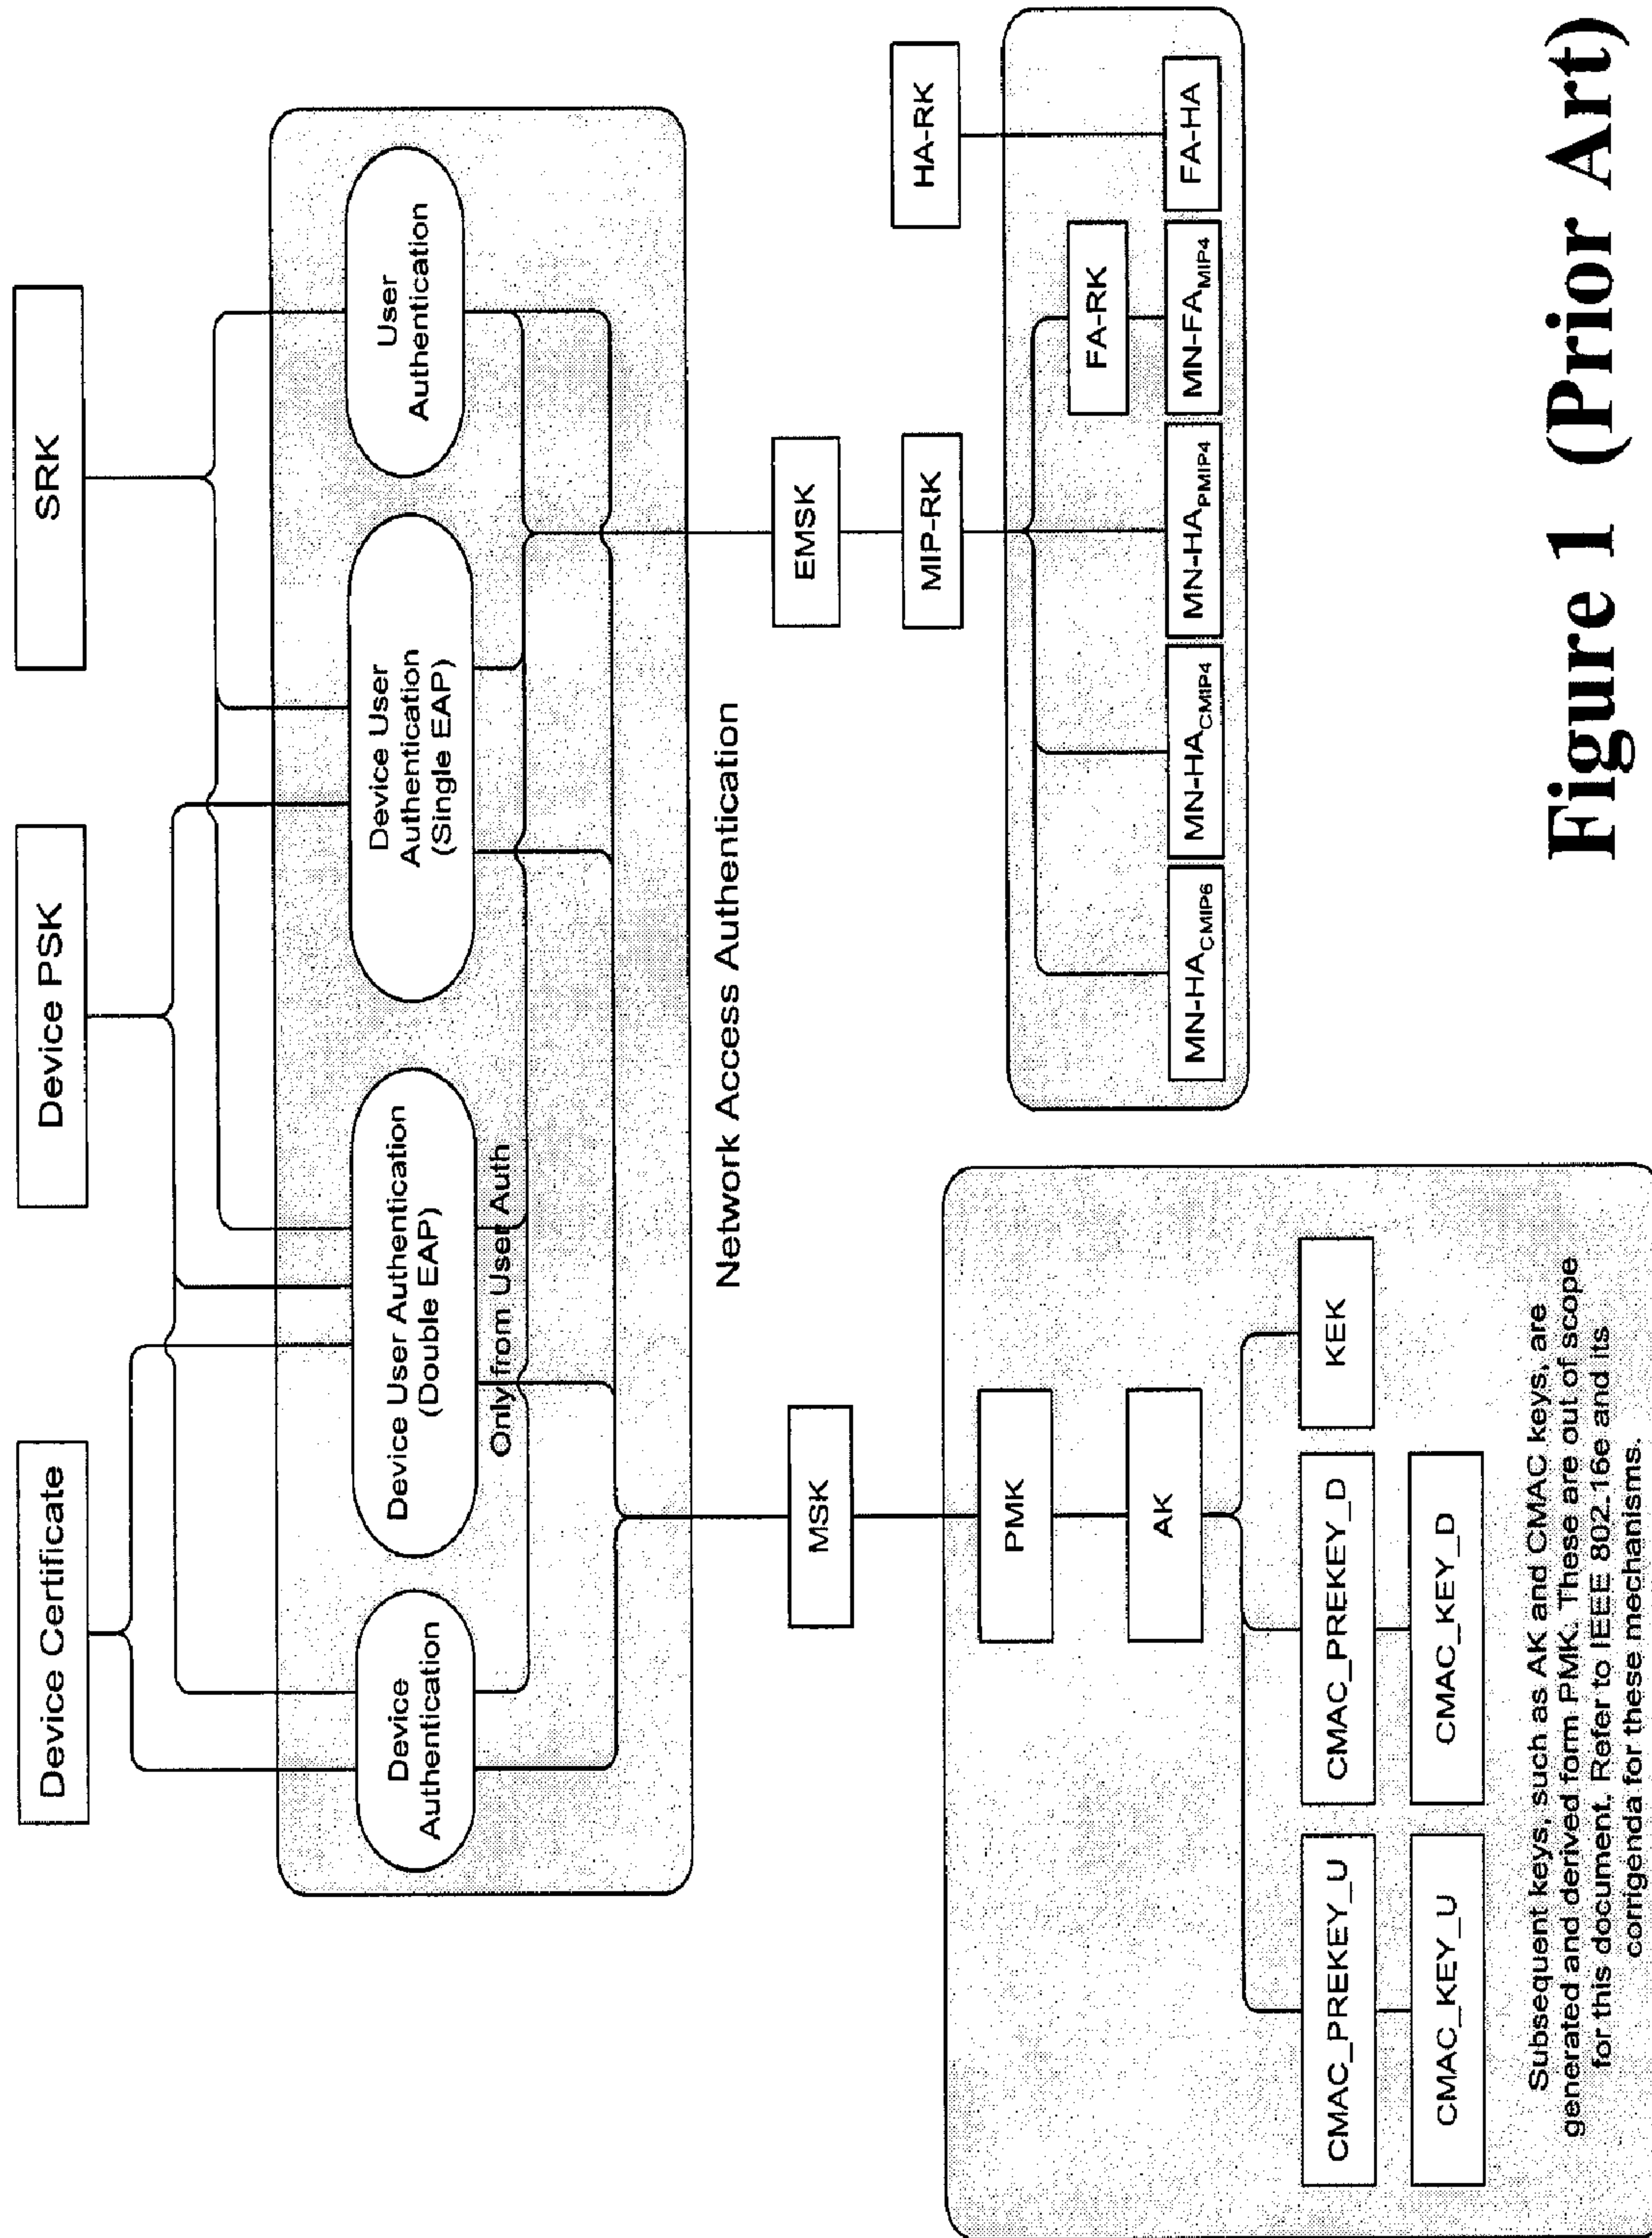 Device Certificate
Device PSK
SRK
Device
Authentication
Device User Authentication
(Double EAP)
Device User
Authentication
(Single EAP)
User
Authentication
Only from User Auth
Network Access Authentication
MSK
EMSK
MIP-RK
HA-RK
PMK
AK
CMAC_PREKEY_U
CMAC_PREKEY_D
KEK
CMAC_KEY_U
CMAC_KEY_D
Subsequent keys, such as AK and CMAC keys, are
generated and derived form PMK. These are out of scope
for this document. Refer to IEEE 802.16e and its
corrigenda for these mechanisms.
FA-RK
MN-HACMIP6
MN-HACMIP4
MN-HAPMIP4
MN-FAMIP4
FA-HA
Figure 1 (Prior Art)